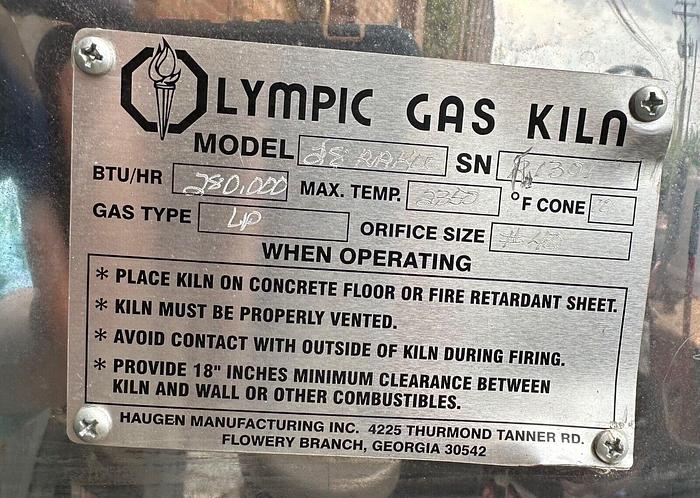 OLYMPIC GAS KILN
MODEL 28 RAKU SN
BTU/HR 280,000 MAX. TEMP. 2350 °F CONE
GAS TYPE LP ORIFICE SIZE
WHEN OPERATING
* PLACE KILN ON CONCRETE FLOOR OR FIRE RETARDANT SHEET.
* KILN MUST BE PROPERLY VENTED.
* AVOID CONTACT WITH OUTSIDE OF KILN DURING FIRING.
* PROVIDE 18" INCHES MINIMUM CLEARANCE BETWEEN
KILN AND WALL OR OTHER COMBUSTIBLES.
HAUGEN MANUFACTURING INC. 4225 THURMOND TANNER RD.
FLOWERY BRANCH, GEORGIA 30542